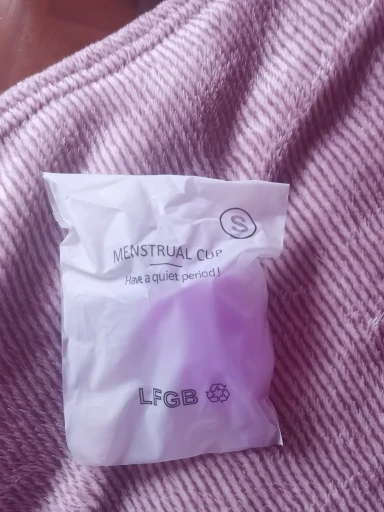 S
MENSTRUAL CUP
Have a quiet period!
LFGB